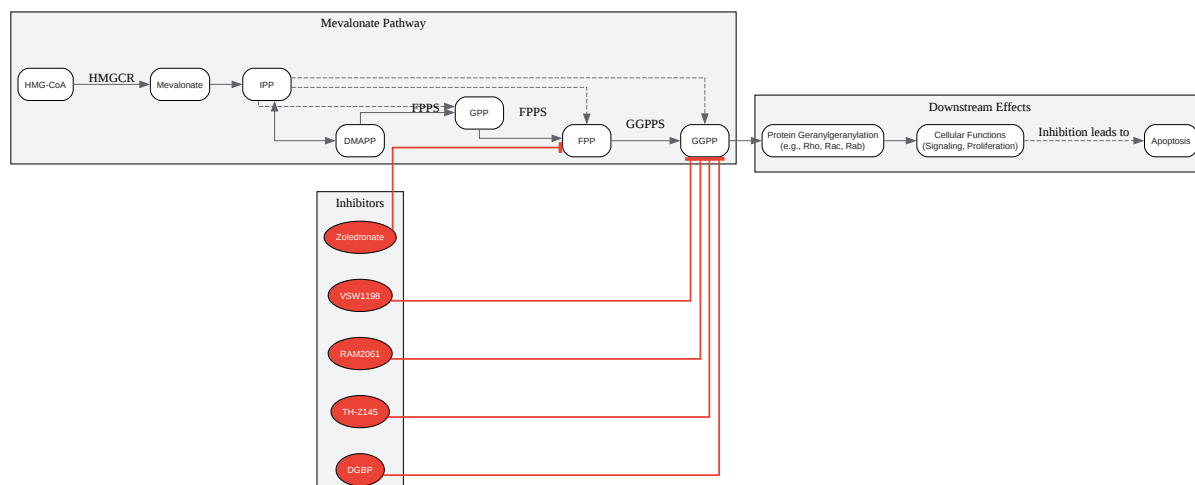 Mevalonate Pathway
HMG-CoA
HMGCR
Mevalonate
IPP
DMAPP
FPPS
GPP
FPPS
FPP
GGPPS
GGPP
Downstream Effects
Protein Geranylgeranylation
(e.g., Rho, Rac, Rab)
Cellular Functions
(Signaling, Proliferation)
Inhibition leads to
Apoptosis
Inhibitors
Zoledronate
VSW1198
RAM2061
TH-Z145
DGBP